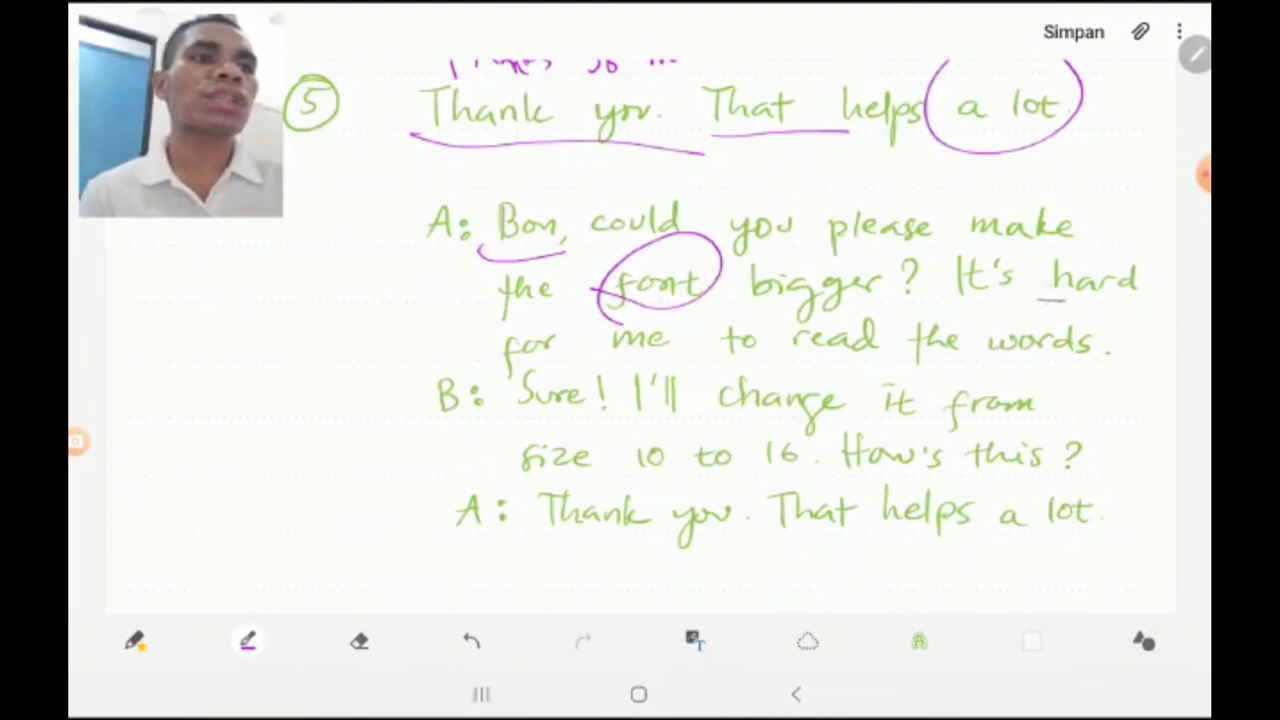 Simpan
5 Thank you. That helps a lot.
A: Bon, could you please make
the font bigger? It's hard
for me to read the words.
B: Sure! I'll change it from
size 10 to 16. How's this?
A: Thank you. That helps a lot.